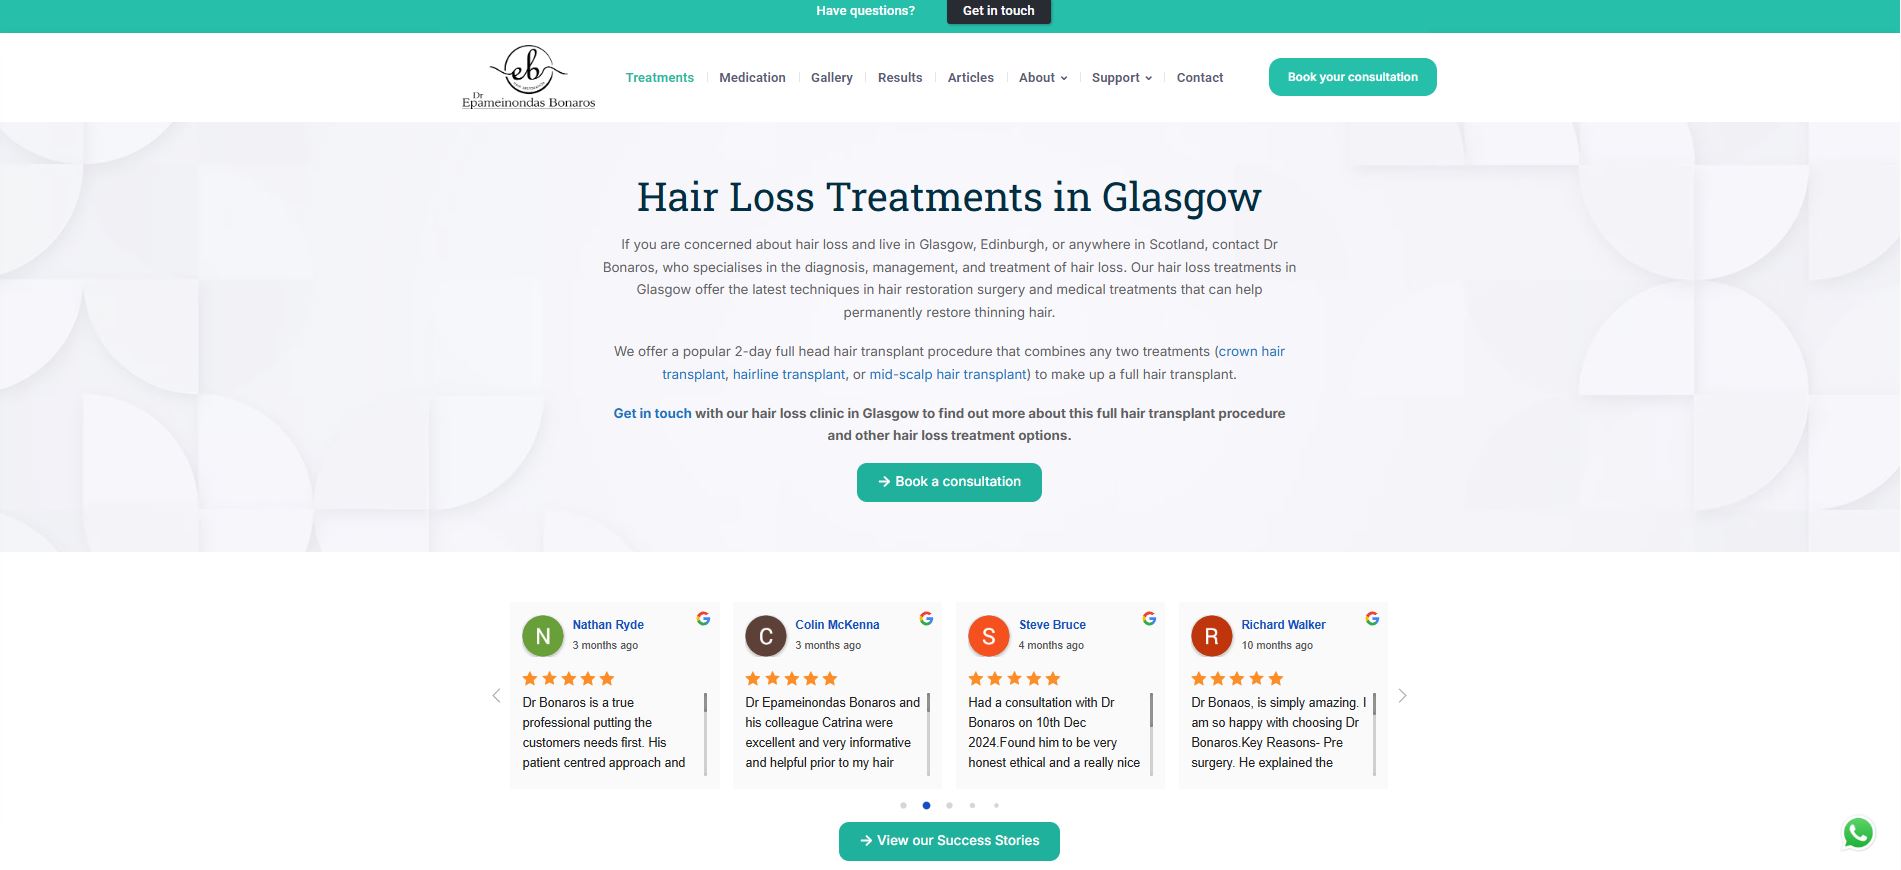 Have questions?
Get in touch
eb
Dr
Epameinondas Bonaros
Treatments
Medication
Gallery
Results
Articles
About
Support
Contact
Book your consultation
Hair Loss Treatments in Glasgow
If you are concerned about hair loss and live in Glasgow, Edinburgh, or anywhere in Scotland, contact Dr
Bonaros, who specialises in the diagnosis, management, and treatment of hair loss. Our hair loss treatments in
Glasgow offer the latest techniques in hair restoration surgery and medical treatments that can help
permanently restore thinning hair.
We offer a popular 2-day full head hair transplant procedure that combines any two treatments (crown hair
transplant, hairline transplant, or mid-scalp hair transplant) to make up a full hair transplant.
Get in touch with our hair loss clinic in Glasgow to find out more about this full hair transplant procedure
and other hair loss treatment options.
→ Book a consultation
N
Nathan Ryde
3 months ago
Dr Bonaros is a true
professional putting the
customers needs first. His
patient centred approach and
C
Colin McKenna
3 months ago
Dr Epameinondas Bonaros and
his colleague Catrina were
excellent and very informative
and helpful prior to my hair
S
Steve Bruce
4 months ago
Had a consultation with Dr
Bonaros on 10th Dec
2024.Found him to be very
honest ethical and a really nice
R
Richard Walker
10 months ago
Dr Bonaos, is simply amazing. I
am so happy with choosing Dr
Bonaros.Key Reasons- Pre
surgery. He explained the
→ View our Success Stories